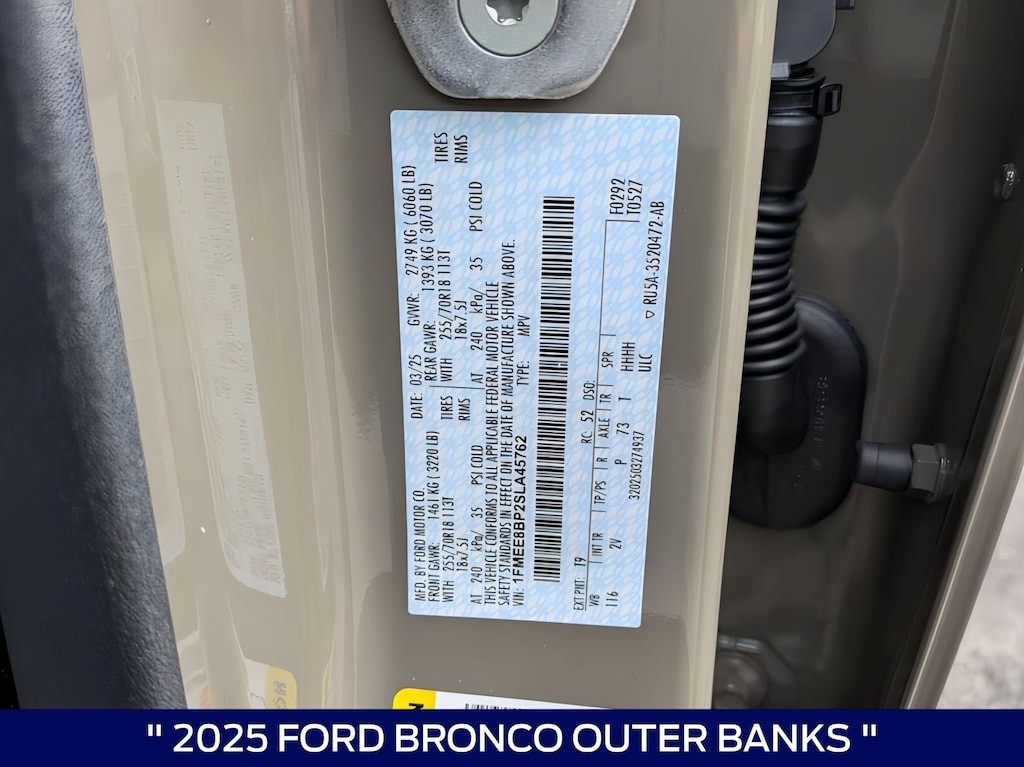 MFD. BY FORD MOTOR CO.
DATE: 03/25 GVWR: 2749 KG ( 6060 LB)
FRONT GAWR: 1461 KG ( 3220 LB)
REAR GAWR: 1393 KG ( 3070 LB)
WITH 255/70R18 113T TIRES
WITH 255/70R18 113T TIRES
18x7.5J RIMS
18x7.5J RIMS
AT 240 kPa/ 35 PSI COLD
AT 240 kPa/ 35 PSI COLD
THIS VEHICLE CONFORMS TO ALL APPLICABLE FEDERAL MOTOR VEHICLE
SAFETY STANDARDS IN EFFECT ON THE DATE OF MANUFACTURE SHOWN ABOVE.
VIN: 1FMEE8BP2SLA45762 TYPE: MPV
EXT PNT: T9 RC: 52 DSO: F0292
T0527
WB INT TR TP/PS R AXLE TR SPR
116 2V P 73 T HHHH
ULC
3202503274937
RU5A-3520472-AB
" 2025 FORD BRONCO OUTER BANKS "